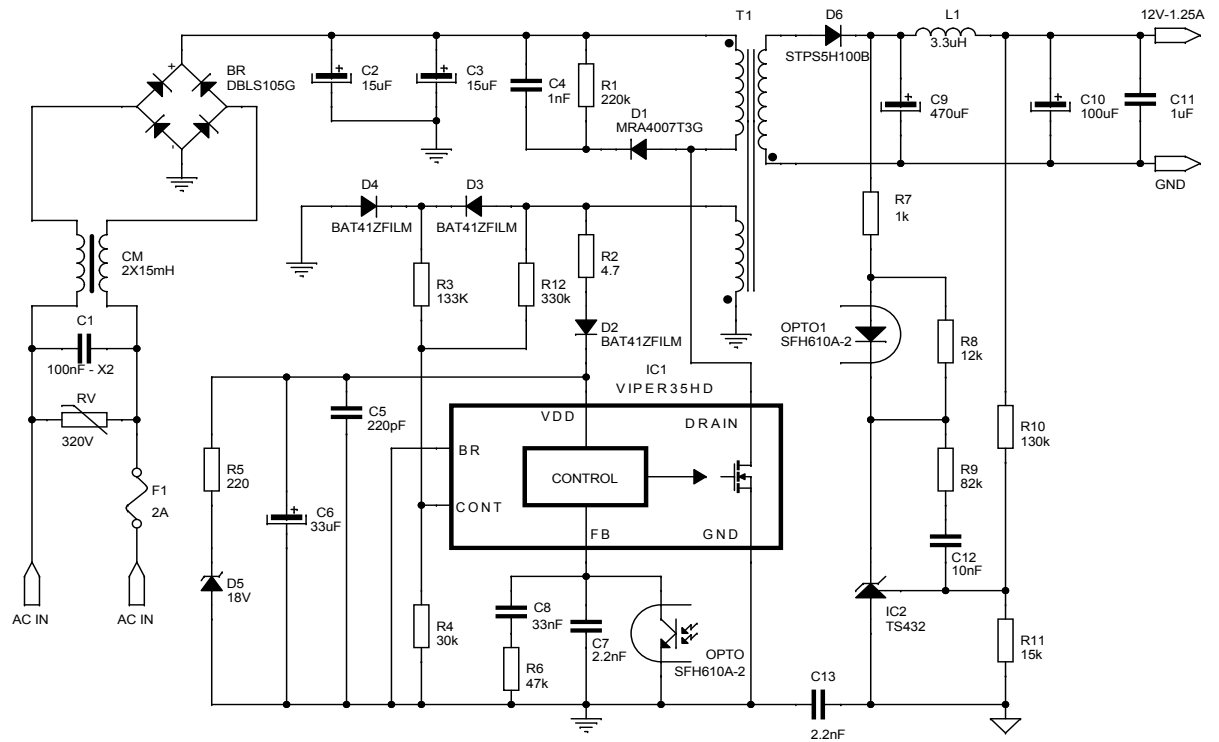 T1
D6
STPS5H100B
L1
3.3uH
12V-1.25A
BR
DBLS105G
+
-
C2
15uF
+
C3
15uF
+
C4
1nF
R1
220k
D1
MRA4007T3G
C9
470uF
+
C10
100uF
+
C11
1uF
GND
D4
BAT41ZFILM
D3
BAT41ZFILM
R7
1k
CM
2X15mH
R3
133K
R12
330k
R2
4.7
D2
BAT41ZFILM
OPTO1
SFH610A-2
R8
12k
C1
100nF - X2
RV
320V
IC1
VIPER35HD
C5
220pF
VDD
DRAIN
BR
CONTROL
CONT
FB
GND
R10
130k
R5
220
R9
82k
F1
2A
C6
33uF
+
C12
10nF
D5
18V
AC IN
AC IN
R4
30k
C8
33nF
C7
2.2nF
R6
47k
OPTO
SFH610A-2
IC2
TS432
R11
15k
C13
2.2nF